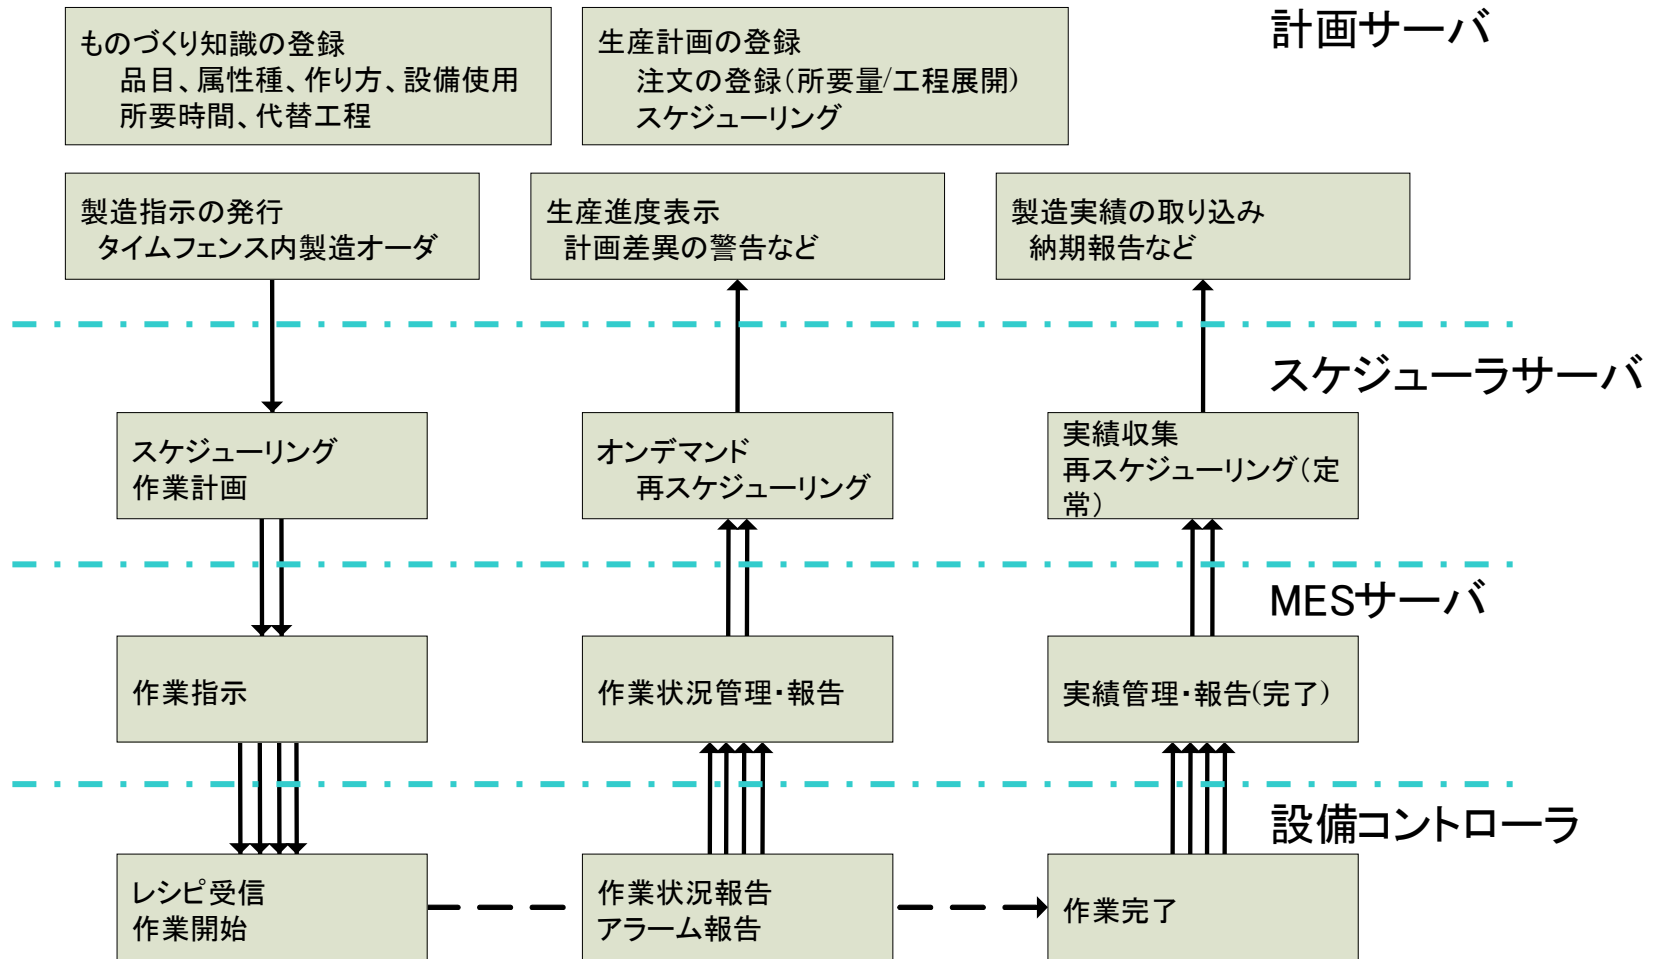 計画サーバ
ものづくり知識の登録
品目、属性種、作り方、設備使用
所要時間、代替工程
生産計画の登録
注文の登録(所要量/工程展開)
スケジューリング
製造指示の発行
タイムフェンス内製造オーダ
生産進度表示
計画差異の警告など
製造実績の取り込み
納期報告など
スケジューラサーバ
スケジューリング
作業計画
オンデマンド
再スケジューリング
実績収集
再スケジューリング(定
常)
MESサーバ
作業指示
作業状況管理・報告
実績管理・報告(完了)
設備コントローラ
レシピ受信
作業開始
作業状況報告
アラーム報告
作業完了